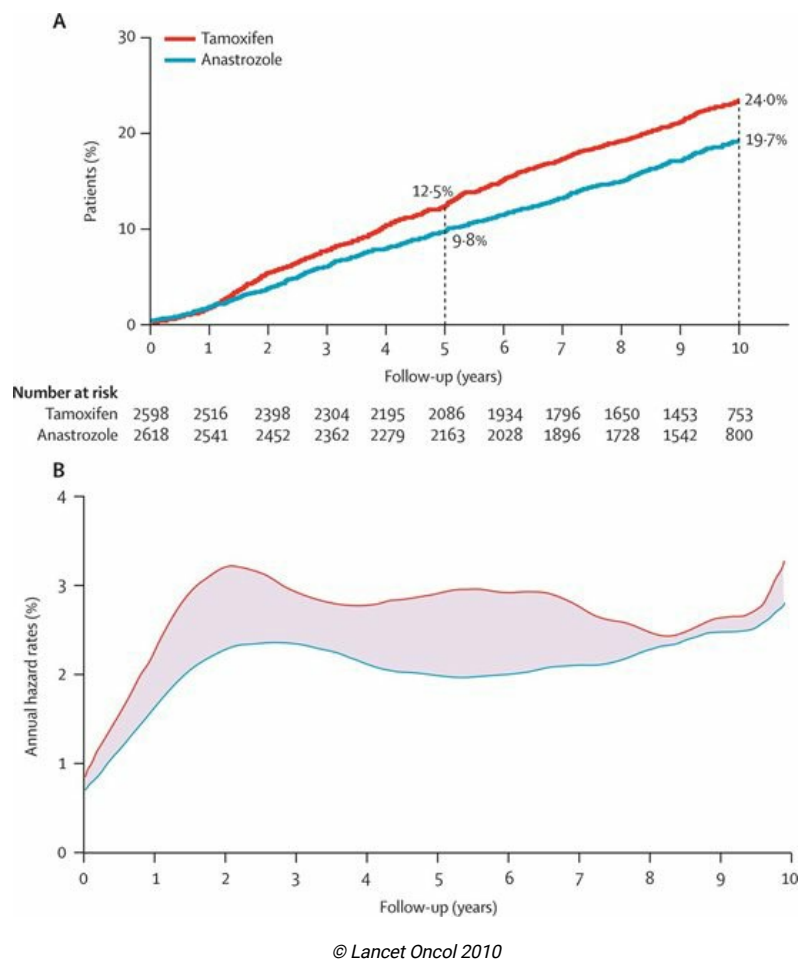 A
30
20
10
0
Patients (%)
Tamoxifen
Anastrozole
12·5%
9·8%
24·0%
19·7%
0 1 2 3 4 5 6 7 8 9 10
Follow-up (years)
Number at risk
Tamoxifen 2598 2516 2398 2304 2195 2086 1934 1796 1650 1453 753
Anastrozole 2618 2541 2452 2362 2279 2163 2028 1896 1728 1542 800
B
4
3
2
1
0
Annual hazard rates (%)
0 1 2 3 4 5 6 7 8 9 10
Follow-up (years)
© Lancet Oncol 2010